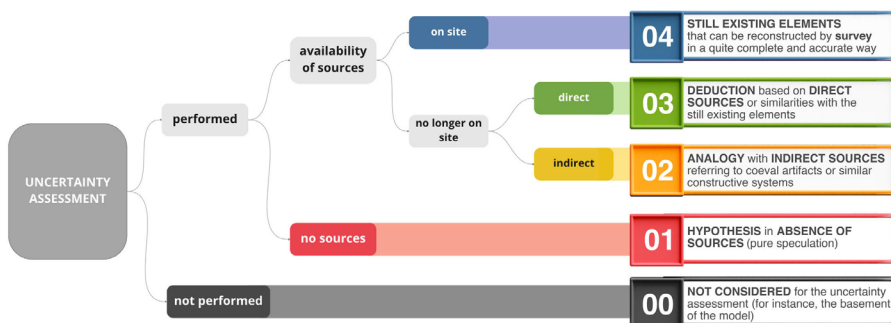 UNCERTAINTY
ASSESSMENT
performed
not performed
availability
of sources
no sources
on site
no longer on
site
direct
indirect
04
STILL EXISTING ELEMENTS
that can be reconstructed by survey
in a quite complete and accurate way
03
DEDUCTION based on DIRECT
SOURCES or similarities with the
still existing elements
02
ANALOGY with INDIRECT SOURCES
referring to coeval artifacts or similar
constructive systems
01
HYPOTHESIS in ABSENCE OF
SOURCES (pure speculation)
00
NOT CONSIDERED for the uncertainty
assessment (for instance, the basement
of the model)